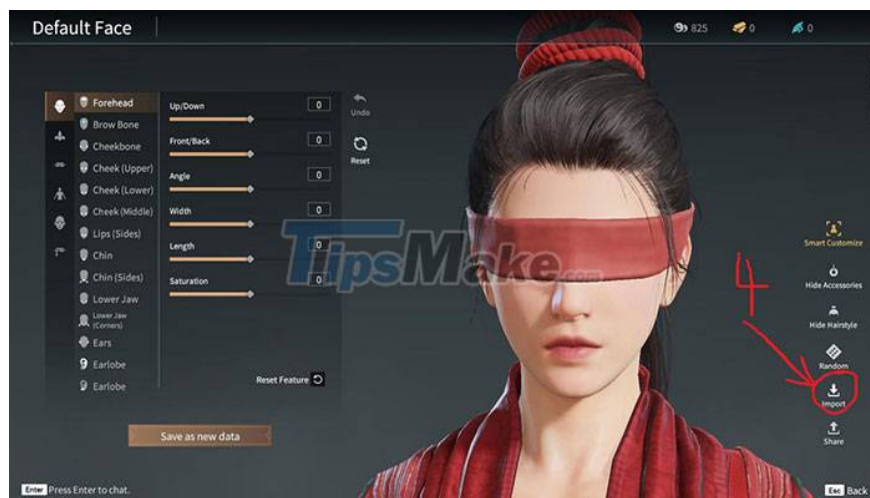 Default Face
825
0
0
Forehead
Brow Bone
Cheekbone
Cheek (Upper)
Cheek (Lower)
Cheek (Middle)
Lips (Sides)
Chin
Chin (Sides)
Lower Jaw
Lower Jaw
(Corners)
Ears
Earlobe
Earlobe
Up/Down
0
Front/Back
0
Angle
0
Width
0
Length
0
Saturation
0
Reset Feature
Undo
Reset
Save as new data
TipsMake.com
Smart Customize
Hide Accessories
Hide Hairstyle
Random
Import
Share
4
Enter Press Enter to chat.
Esc Back